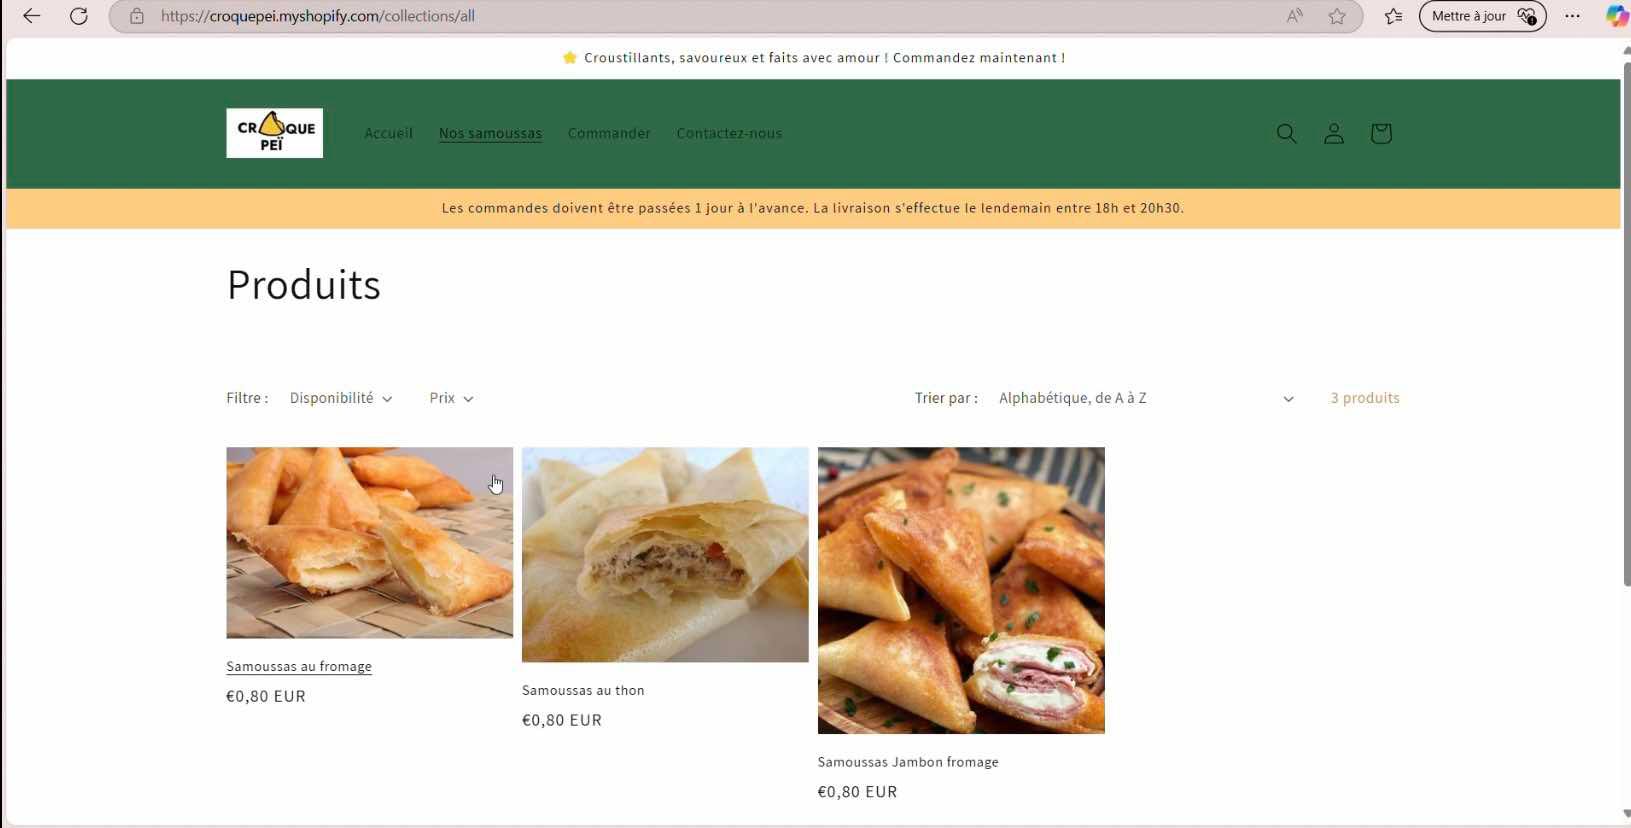 https://croquepei.myshopify.com/collections/all
Mettre à jour
Croustillants, savoureux et faits avec amour ! Commandez maintenant !
CROQUE
PEÏ
Accueil
Nos samoussas
Commander
Contactez-nous
Les commandes doivent être passées 1 jour à l'avance. La livraison s'effectue le lendemain entre 18h et 20h30.
Produits
Filtre :
Disponibilité
Prix
Trier par :
Alphabétique, de A à Z
3 produits
Samoussas au fromage
€0,80 EUR
Samoussas au thon
€0,80 EUR
Samoussas Jambon fromage
€0,80 EUR